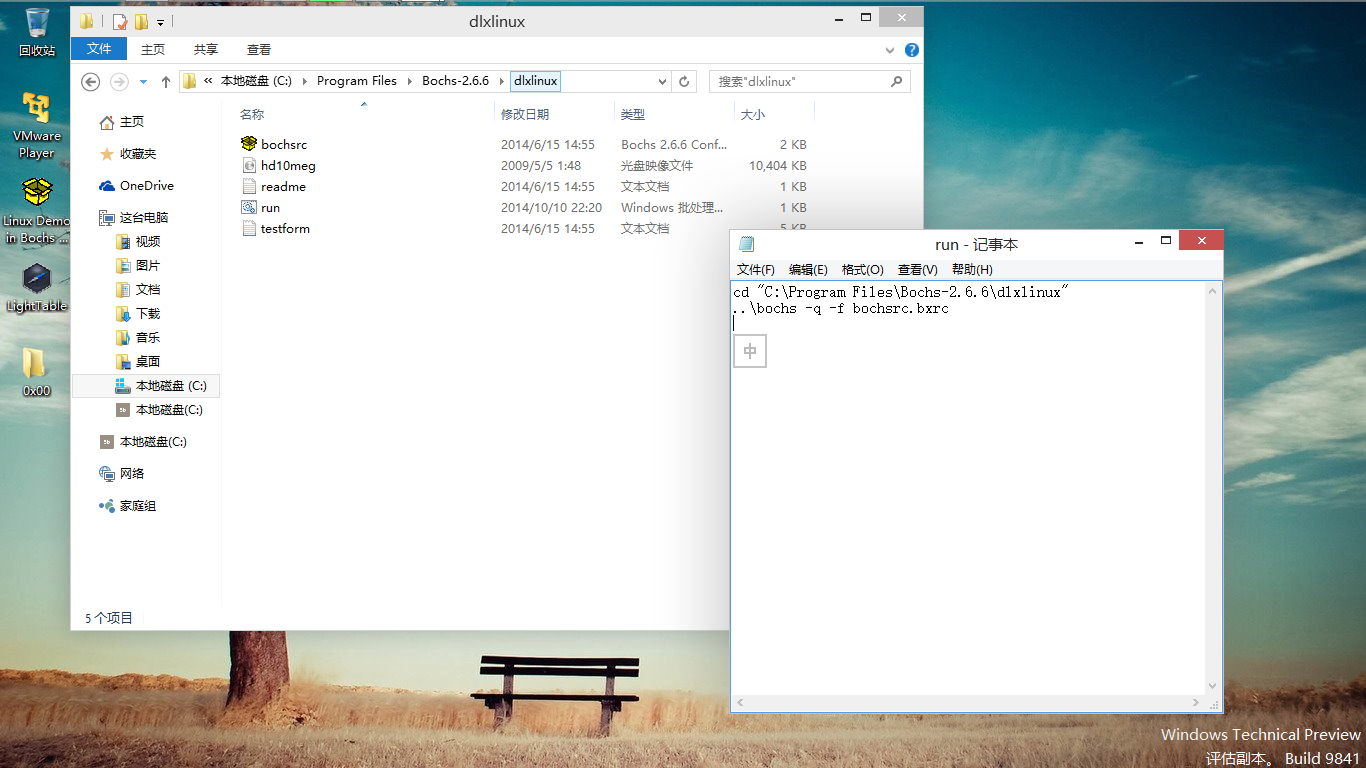 回收站
VMware
Player
Linux Demo
in Bochs ...
LightTable
0x00
dlxlinux
文件 主页 共享 查看
« 本地磁盘 (C:) Program Files Bochs-2.6.6 dlxlinux
搜索"dlxlinux"
主页
收藏夹
OneDrive
这台电脑
视频
图片
文档
下载
音乐
桌面
本地磁盘 (C:)
本地磁盘(C:)
本地磁盘(C:)
网络
家庭组
名称 修改日期 类型 大小
bochsrc 2014/6/15 14:55 Bochs 2.6.6 Conf... 2 KB
hd10meg 2009/5/5 1:48 光盘映像文件 10,404 KB
readme 2014/6/15 14:55 文本文档 1 KB
run 2014/10/10 22:20 Windows 批处理... 1 KB
testform 2014/6/15 14:55 文本文档 5 KB
5 个项目
run - 记事本
文件(F) 编辑(E) 格式(O) 查看(V) 帮助(H)
cd "C:\Program Files\Bochs-2.6.6\dlxlinux"
..\bochs -q -f bochsrc.bxrc
中
Windows Technical Preview
评估副本。 Build 9841